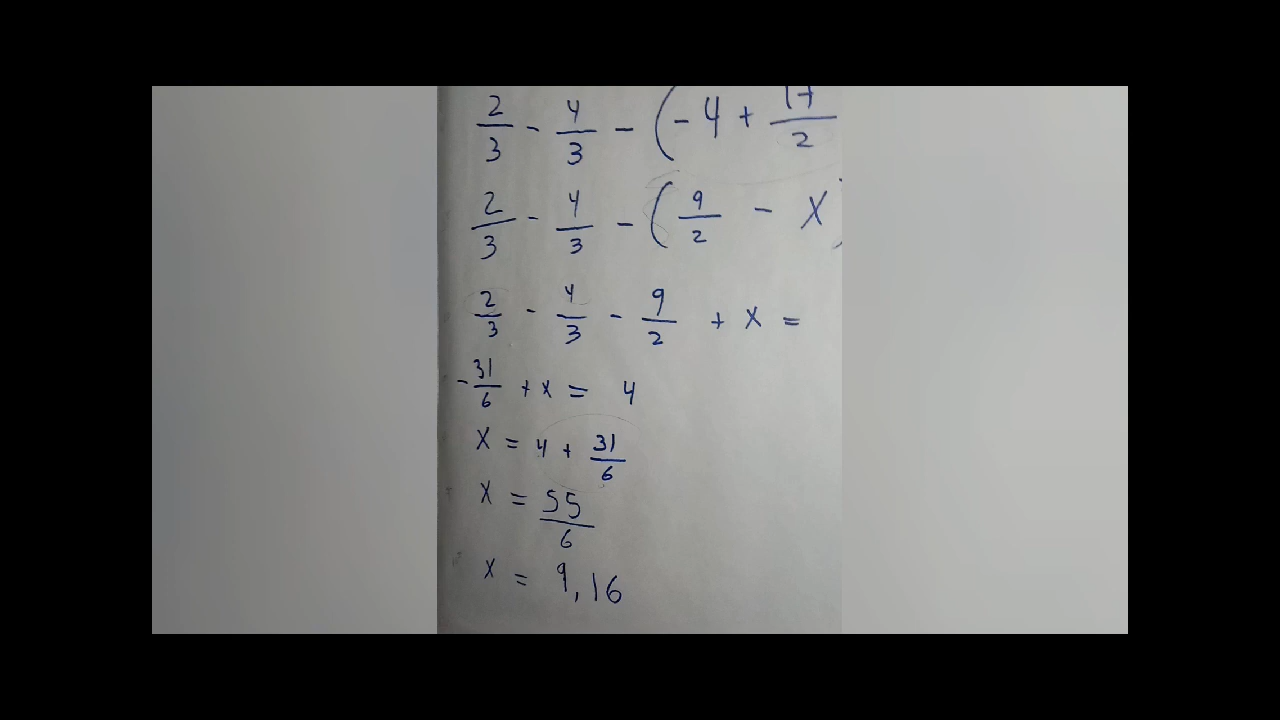 2/3 - 4/3 - (-4 + 17/2
2/3 - 4/3 - (9/2 - x)
2/3 - 4/3 - 9/2 + x =
-31/6 + x = 4
x = 4 + 31/6
x = 55/6
x = 9,16